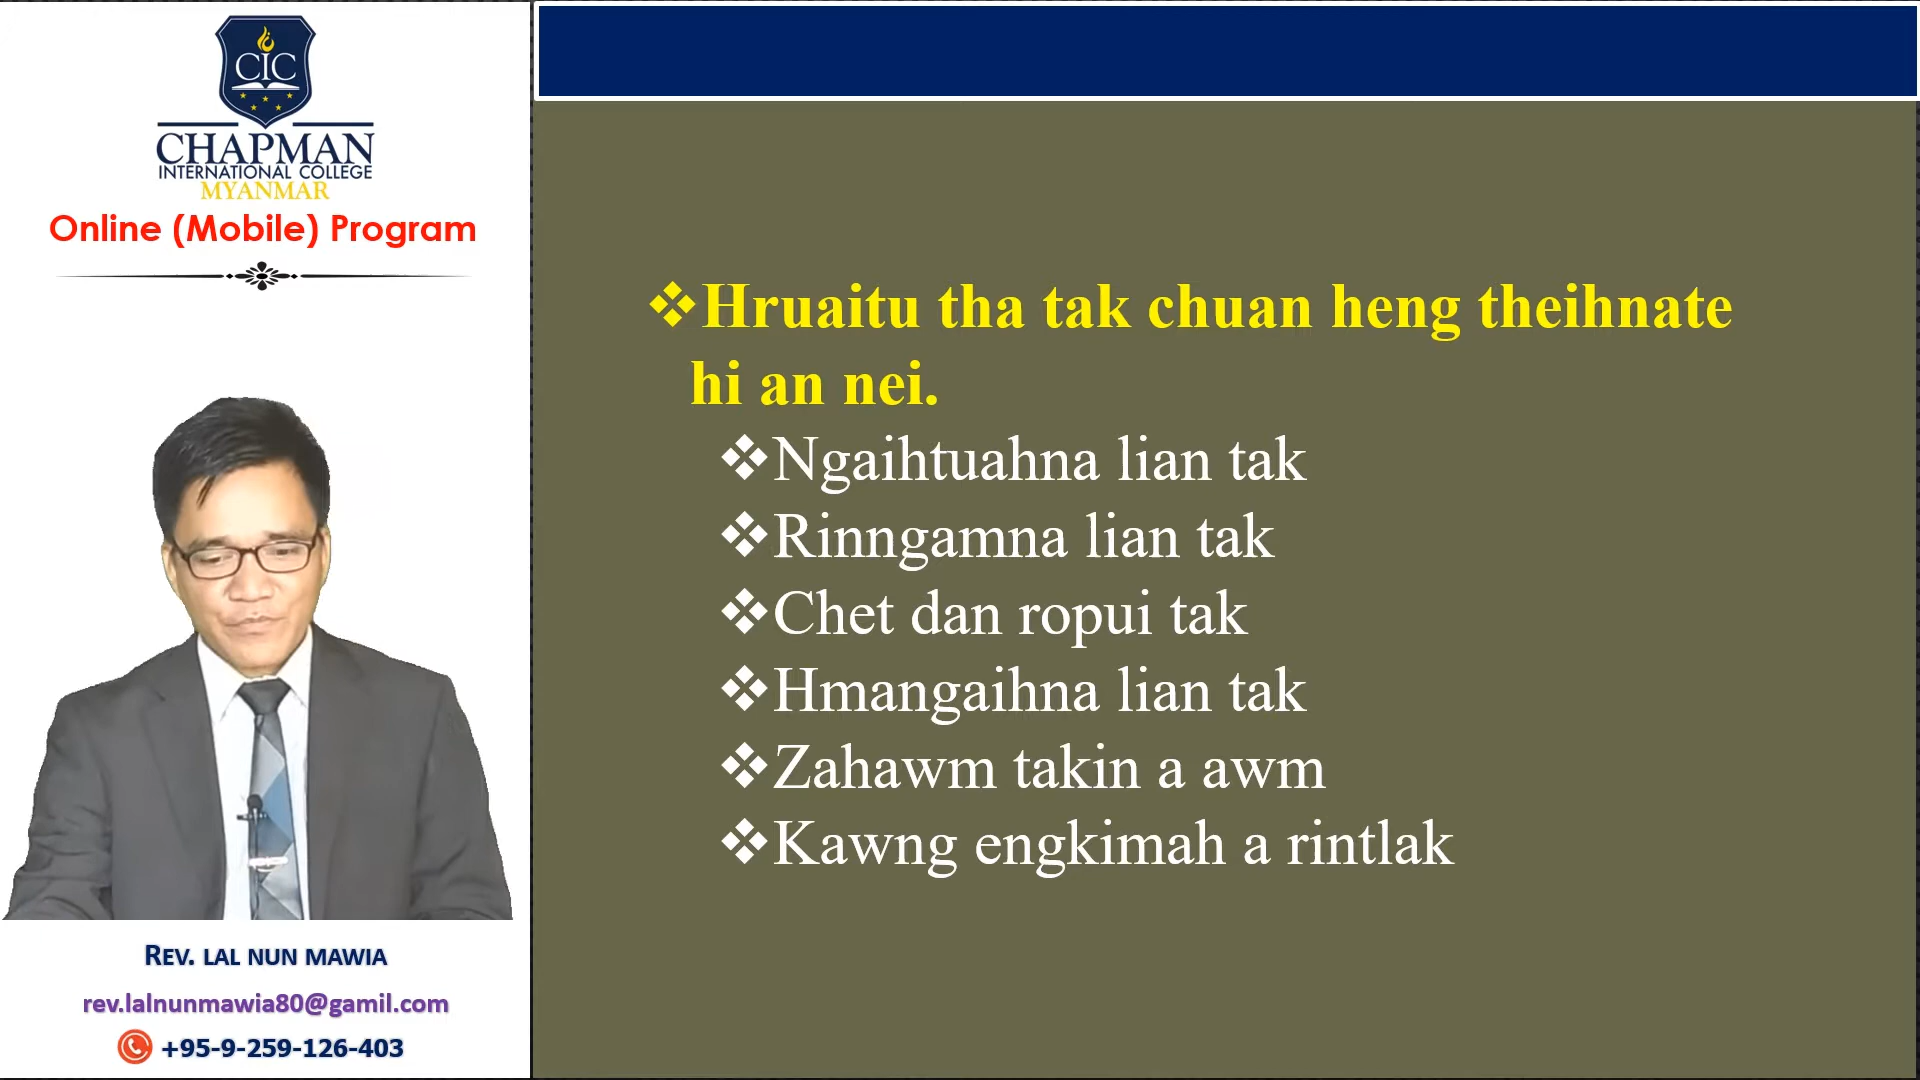 CIC
CHAPMAN
INTERNATIONAL COLLEGE
MYANMAR
Online (Mobile) Program
REV. LAL NUN MAWIA
rev.lalnunmawia80@gamil.com
+95-9-259-126-403
❖Hruaitu tha tak chuan heng theihnate
hi an nei.
❖Ngaihtuahna lian tak
❖Rinngamna lian tak
❖Chet dan ropui tak
❖Hmangaihna lian tak
❖Zahawm takin a awm
❖Kawng engkimah a rintlak